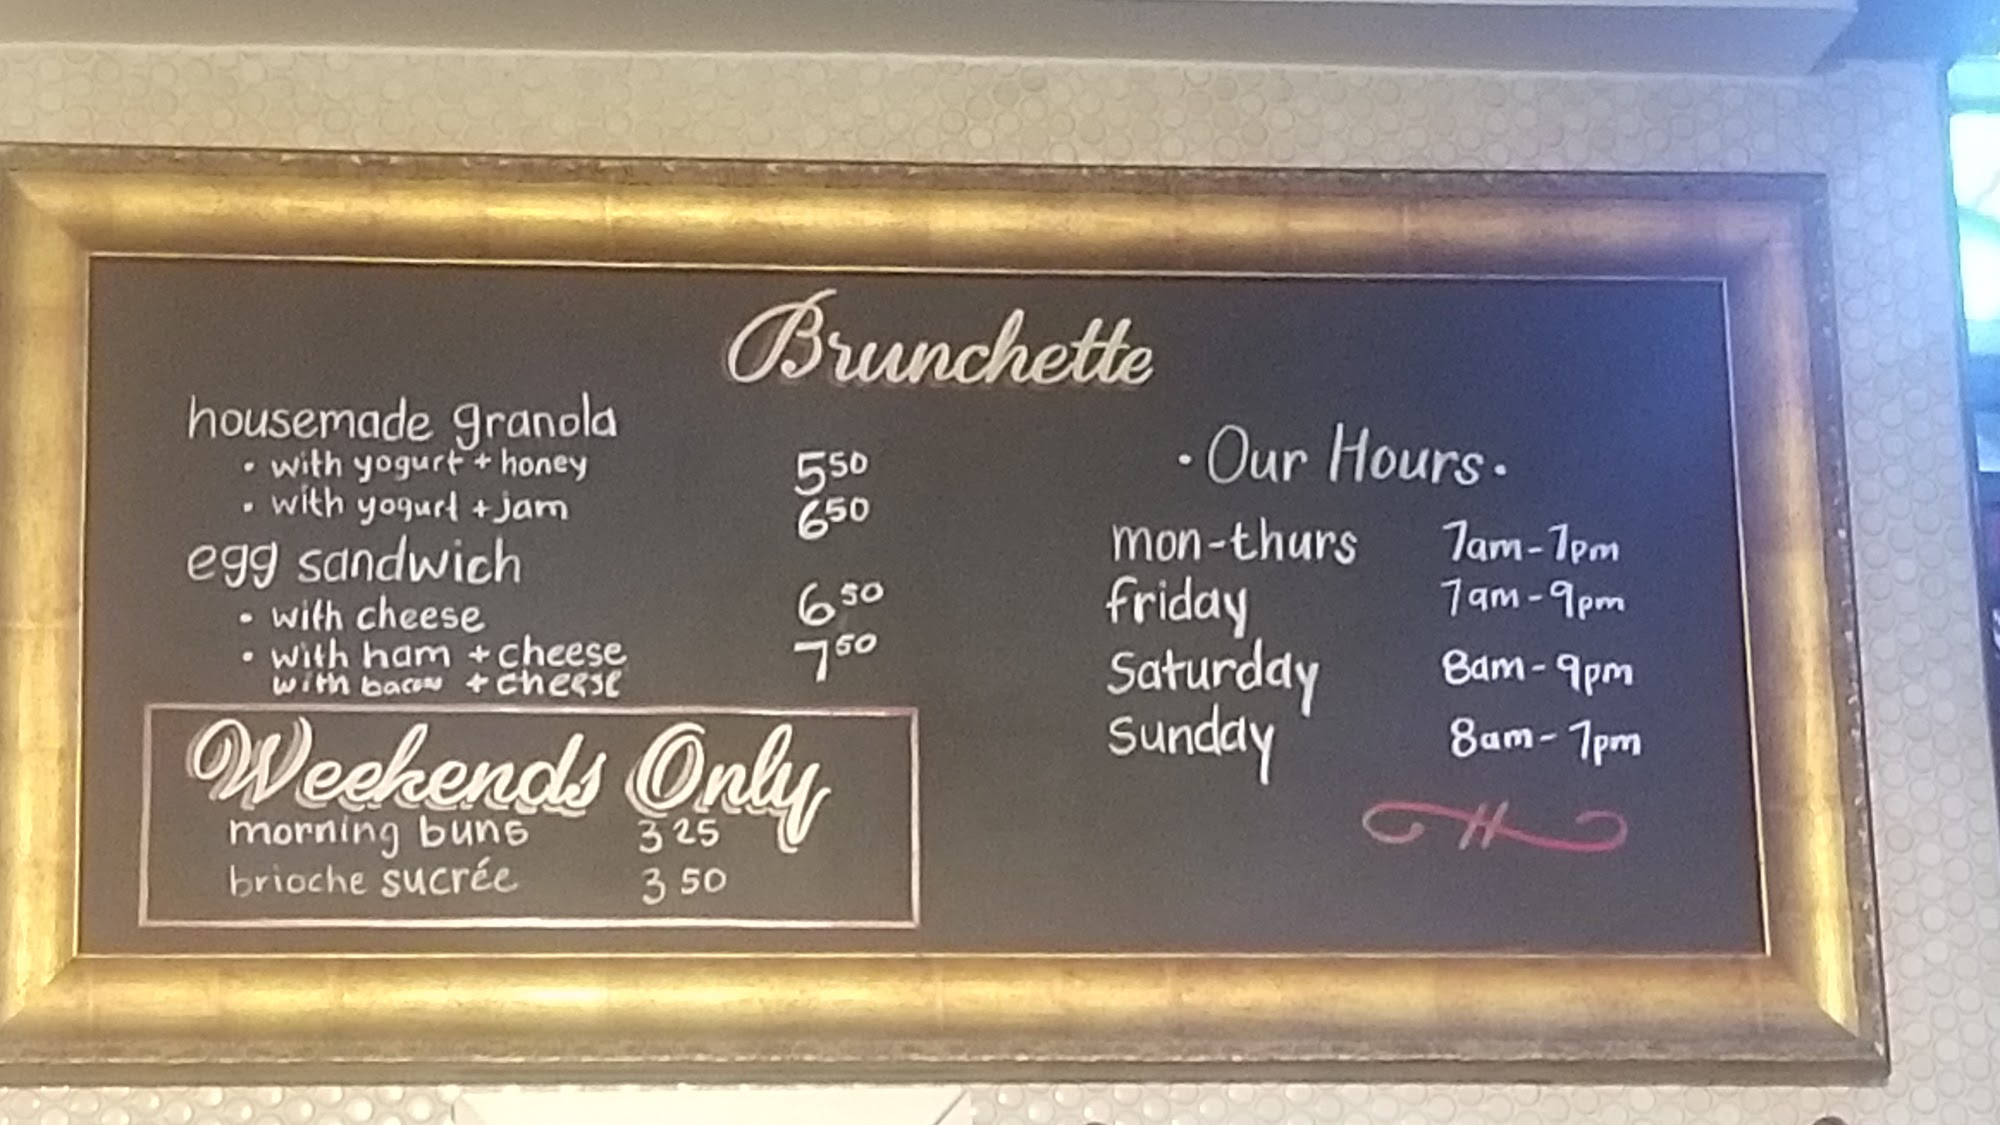 Brunchette
housemade granola
• with yogurt + honey 5 50
• with yogurt + jam 6 50
egg sandwich
• with cheese 6 50
• with ham + cheese 7 50
with bacon + cheese
Weekends Only
morning buns 3 25
brioche sucrée 3 50
· Our Hours ·
mon-thurs 7am-7pm
friday 7am-9pm
Saturday 8am-9pm
Sunday 8am-7pm